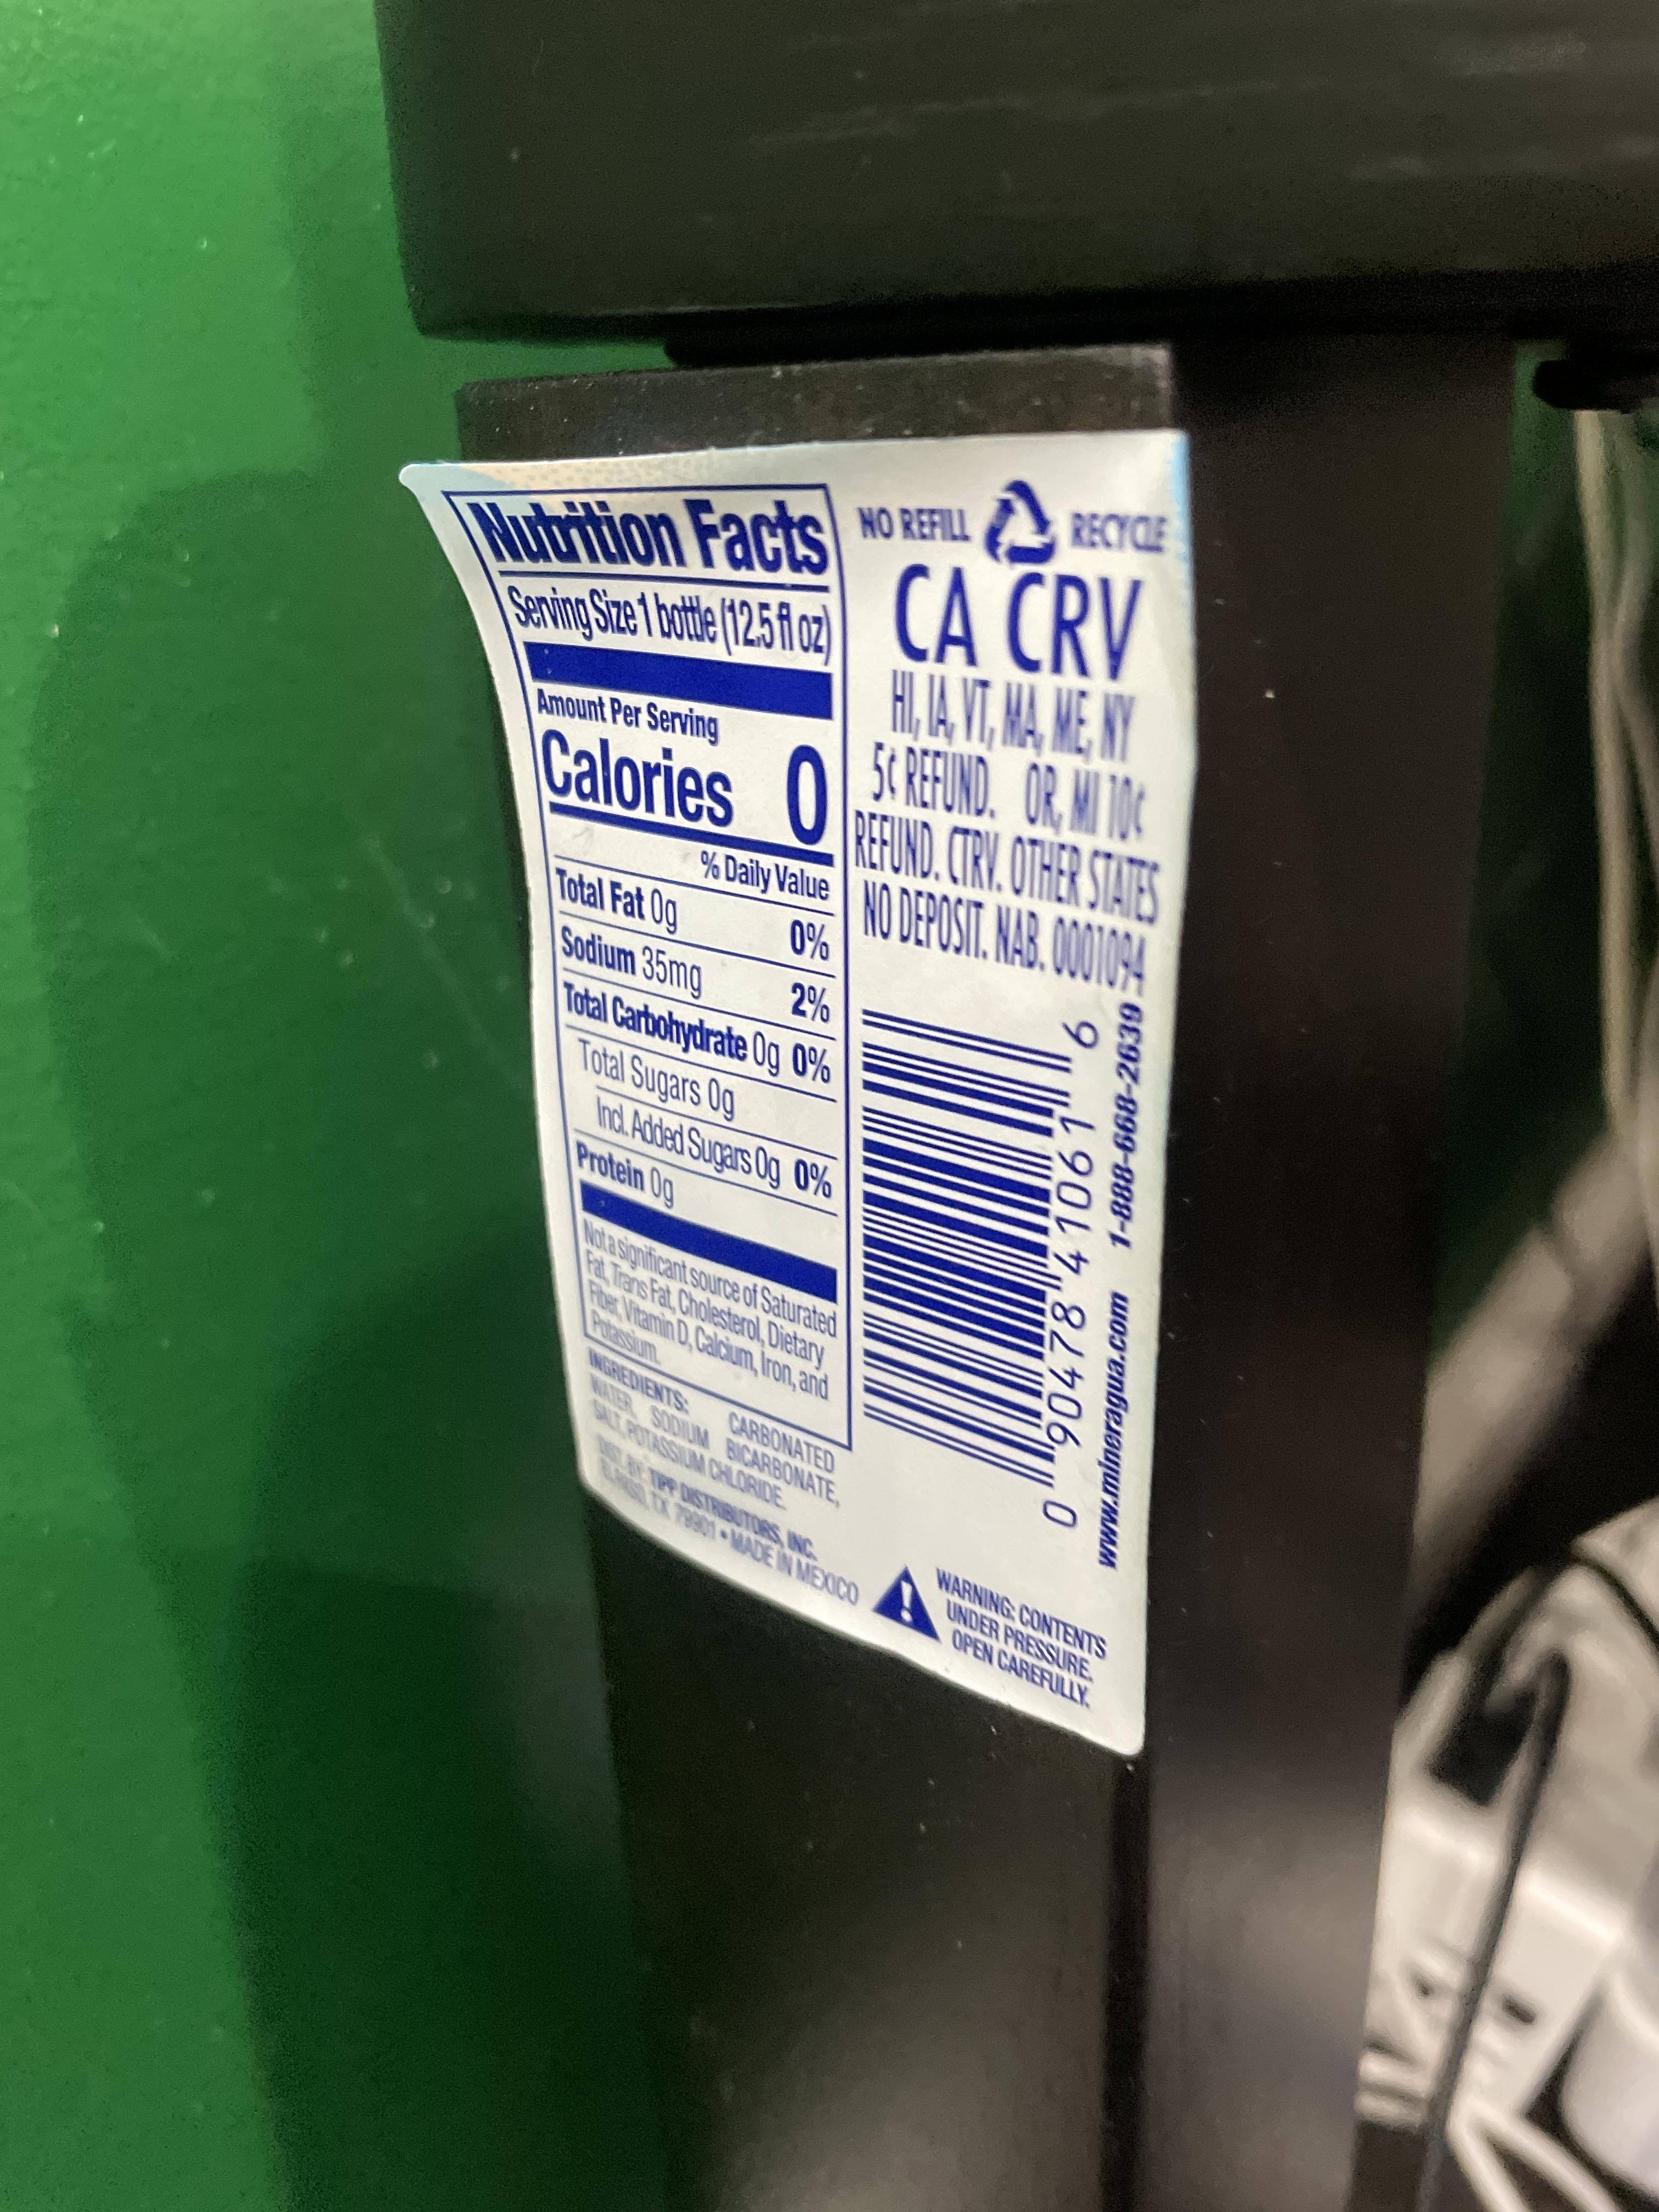 Nutrition Facts
Serving Size 1 bottle (12.5 fl oz)
Amount Per Serving
Calories 0
% Daily Value
Total Fat 0g 0%
Sodium 35mg 2%
Total Carbohydrate 0g 0%
Total Sugars 0g
Incl. Added Sugars 0g 0%
Protein 0g
Not a significant source of Saturated
Fat, Trans Fat, Cholesterol, Dietary
Fiber, Vitamin D, Calcium, Iron, and
Potassium.
INGREDIENTS: CARBONATED
WATER, SODIUM BICARBONATE,
SALT, POTASSIUM CHLORIDE.
DIST. BY: TIPP DISTRIBUTORS, INC.
EL PASO, TX 79901 • MADE IN MEXICO
NO REFILL RECYCLE
CA CRV
HI, IA, VT, MA, ME, NY
5¢ REFUND. OR, MI 10¢
REFUND. CTRV. OTHER STATES
NO DEPOSIT. NAB. 0001094
0 90478 41061 6
www.mineragua.com 1-888-668-2639
WARNING: CONTENTS
UNDER PRESSURE.
OPEN CAREFULLY.